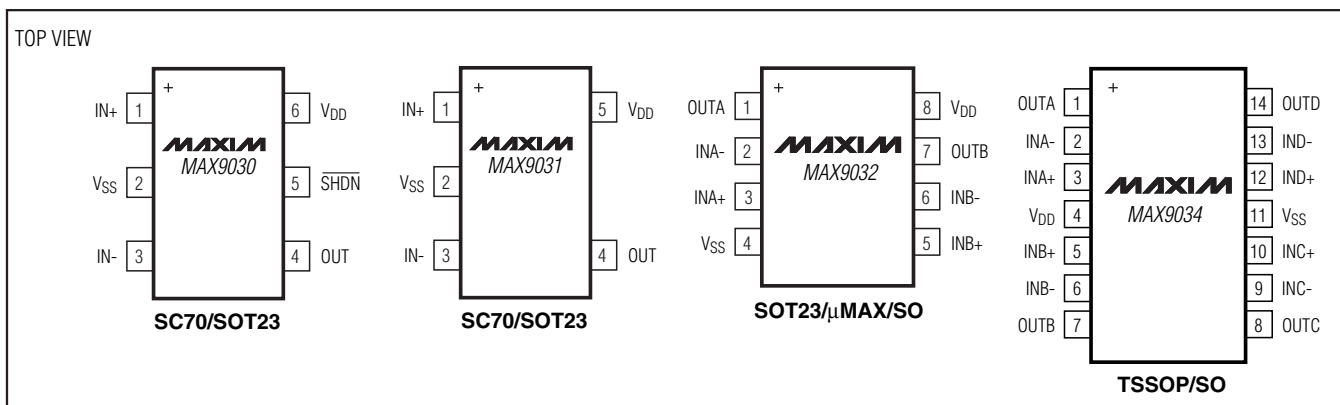 TOP VIEW
+
IN+ 1
6 VDD
MAXIM
MAX9030
VSS 2
5 SHDN
IN- 3
4 OUT
SC70/SOT23
+
IN+ 1
5 VDD
MAXIM
MAX9031
VSS 2
IN- 3
4 OUT
SC70/SOT23
+
OUTA 1
8 VDD
INA- 2
7 OUTB
MAXIM
MAX9032
INA+ 3
6 INB-
VSS 4
5 INB+
SOT23/μMAX/SO
+
OUTA 1
14 OUTD
INA- 2
13 IND-
INA+ 3
12 IND+
MAXIM
MAX9034
VDD 4
11 VSS
INB+ 5
10 INC+
INB- 6
9 INC-
OUTB 7
8 OUTC
TSSOP/SO